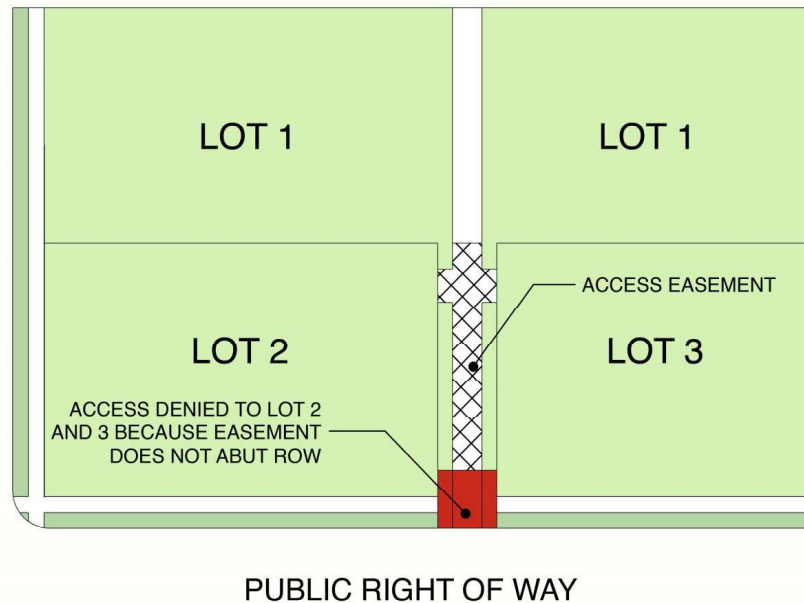 LOT 1
LOT 1
ACCESS EASEMENT
LOT 2
LOT 3
ACCESS DENIED TO LOT 2
AND 3 BECAUSE EASEMENT
DOES NOT ABUT ROW
PUBLIC RIGHT OF WAY